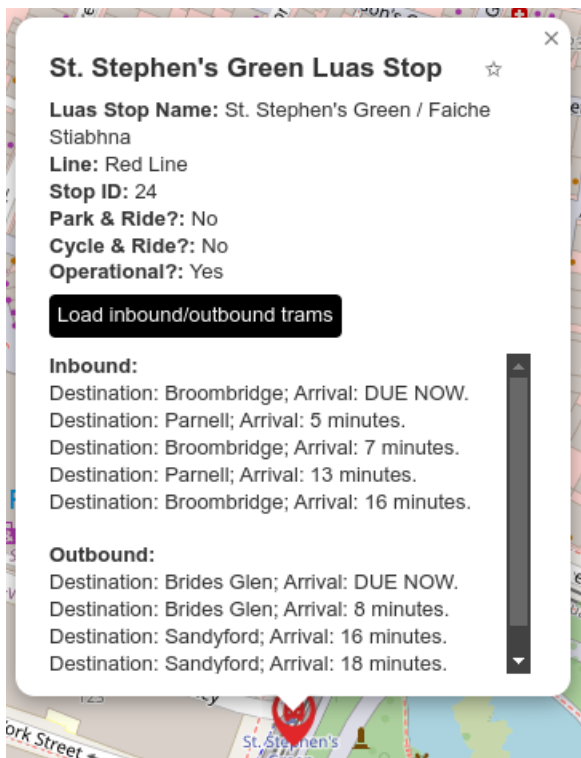 St. Stephen's Green Luas Stop ☆
Luas Stop Name: St. Stephen's Green / Faiche
Stiabhna
Line: Red Line
Stop ID: 24
Park & Ride?: No
Cycle & Ride?: No
Operational?: Yes
Load inbound/outbound trams
Inbound:
Destination: Broombridge; Arrival: DUE NOW.
Destination: Parnell; Arrival: 5 minutes.
Destination: Broombridge; Arrival: 7 minutes.
Destination: Parnell; Arrival: 13 minutes.
Destination: Broombridge; Arrival: 16 minutes.
Outbound:
Destination: Brides Glen; Arrival: DUE NOW.
Destination: Brides Glen; Arrival: 8 minutes.
Destination: Sandyford; Arrival: 16 minutes.
Destination: Sandyford; Arrival: 18 minutes.
ork Street
St. Stephen's